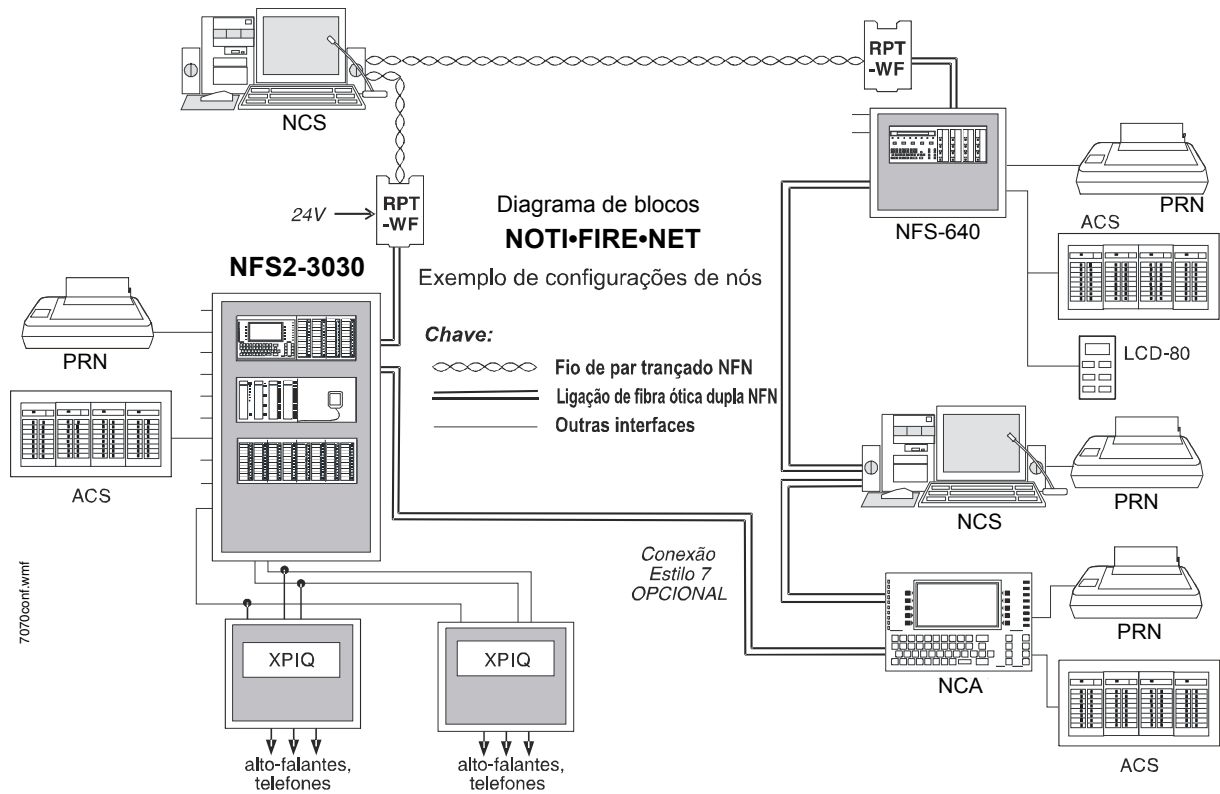 NCS
RPT
-WF
RPT
-WF
24V
Diagrama de blocos
NOTI•FIRE•NET
Exemplo de configurações de nós
NFS2-3030
NFS-640
PRN
ACS
LCD-80
PRN
ACS
Chave:
Fio de par trançado NFN
Ligação de fibra ótica dupla NFN
Outras interfaces
NCS
PRN
Conexão
Estilo 7
OPCIONAL
NCA
PRN
ACS
7070conf.wmf
XPIQ
XPIQ
alto-falantes,
telefones
alto-falantes,
telefones